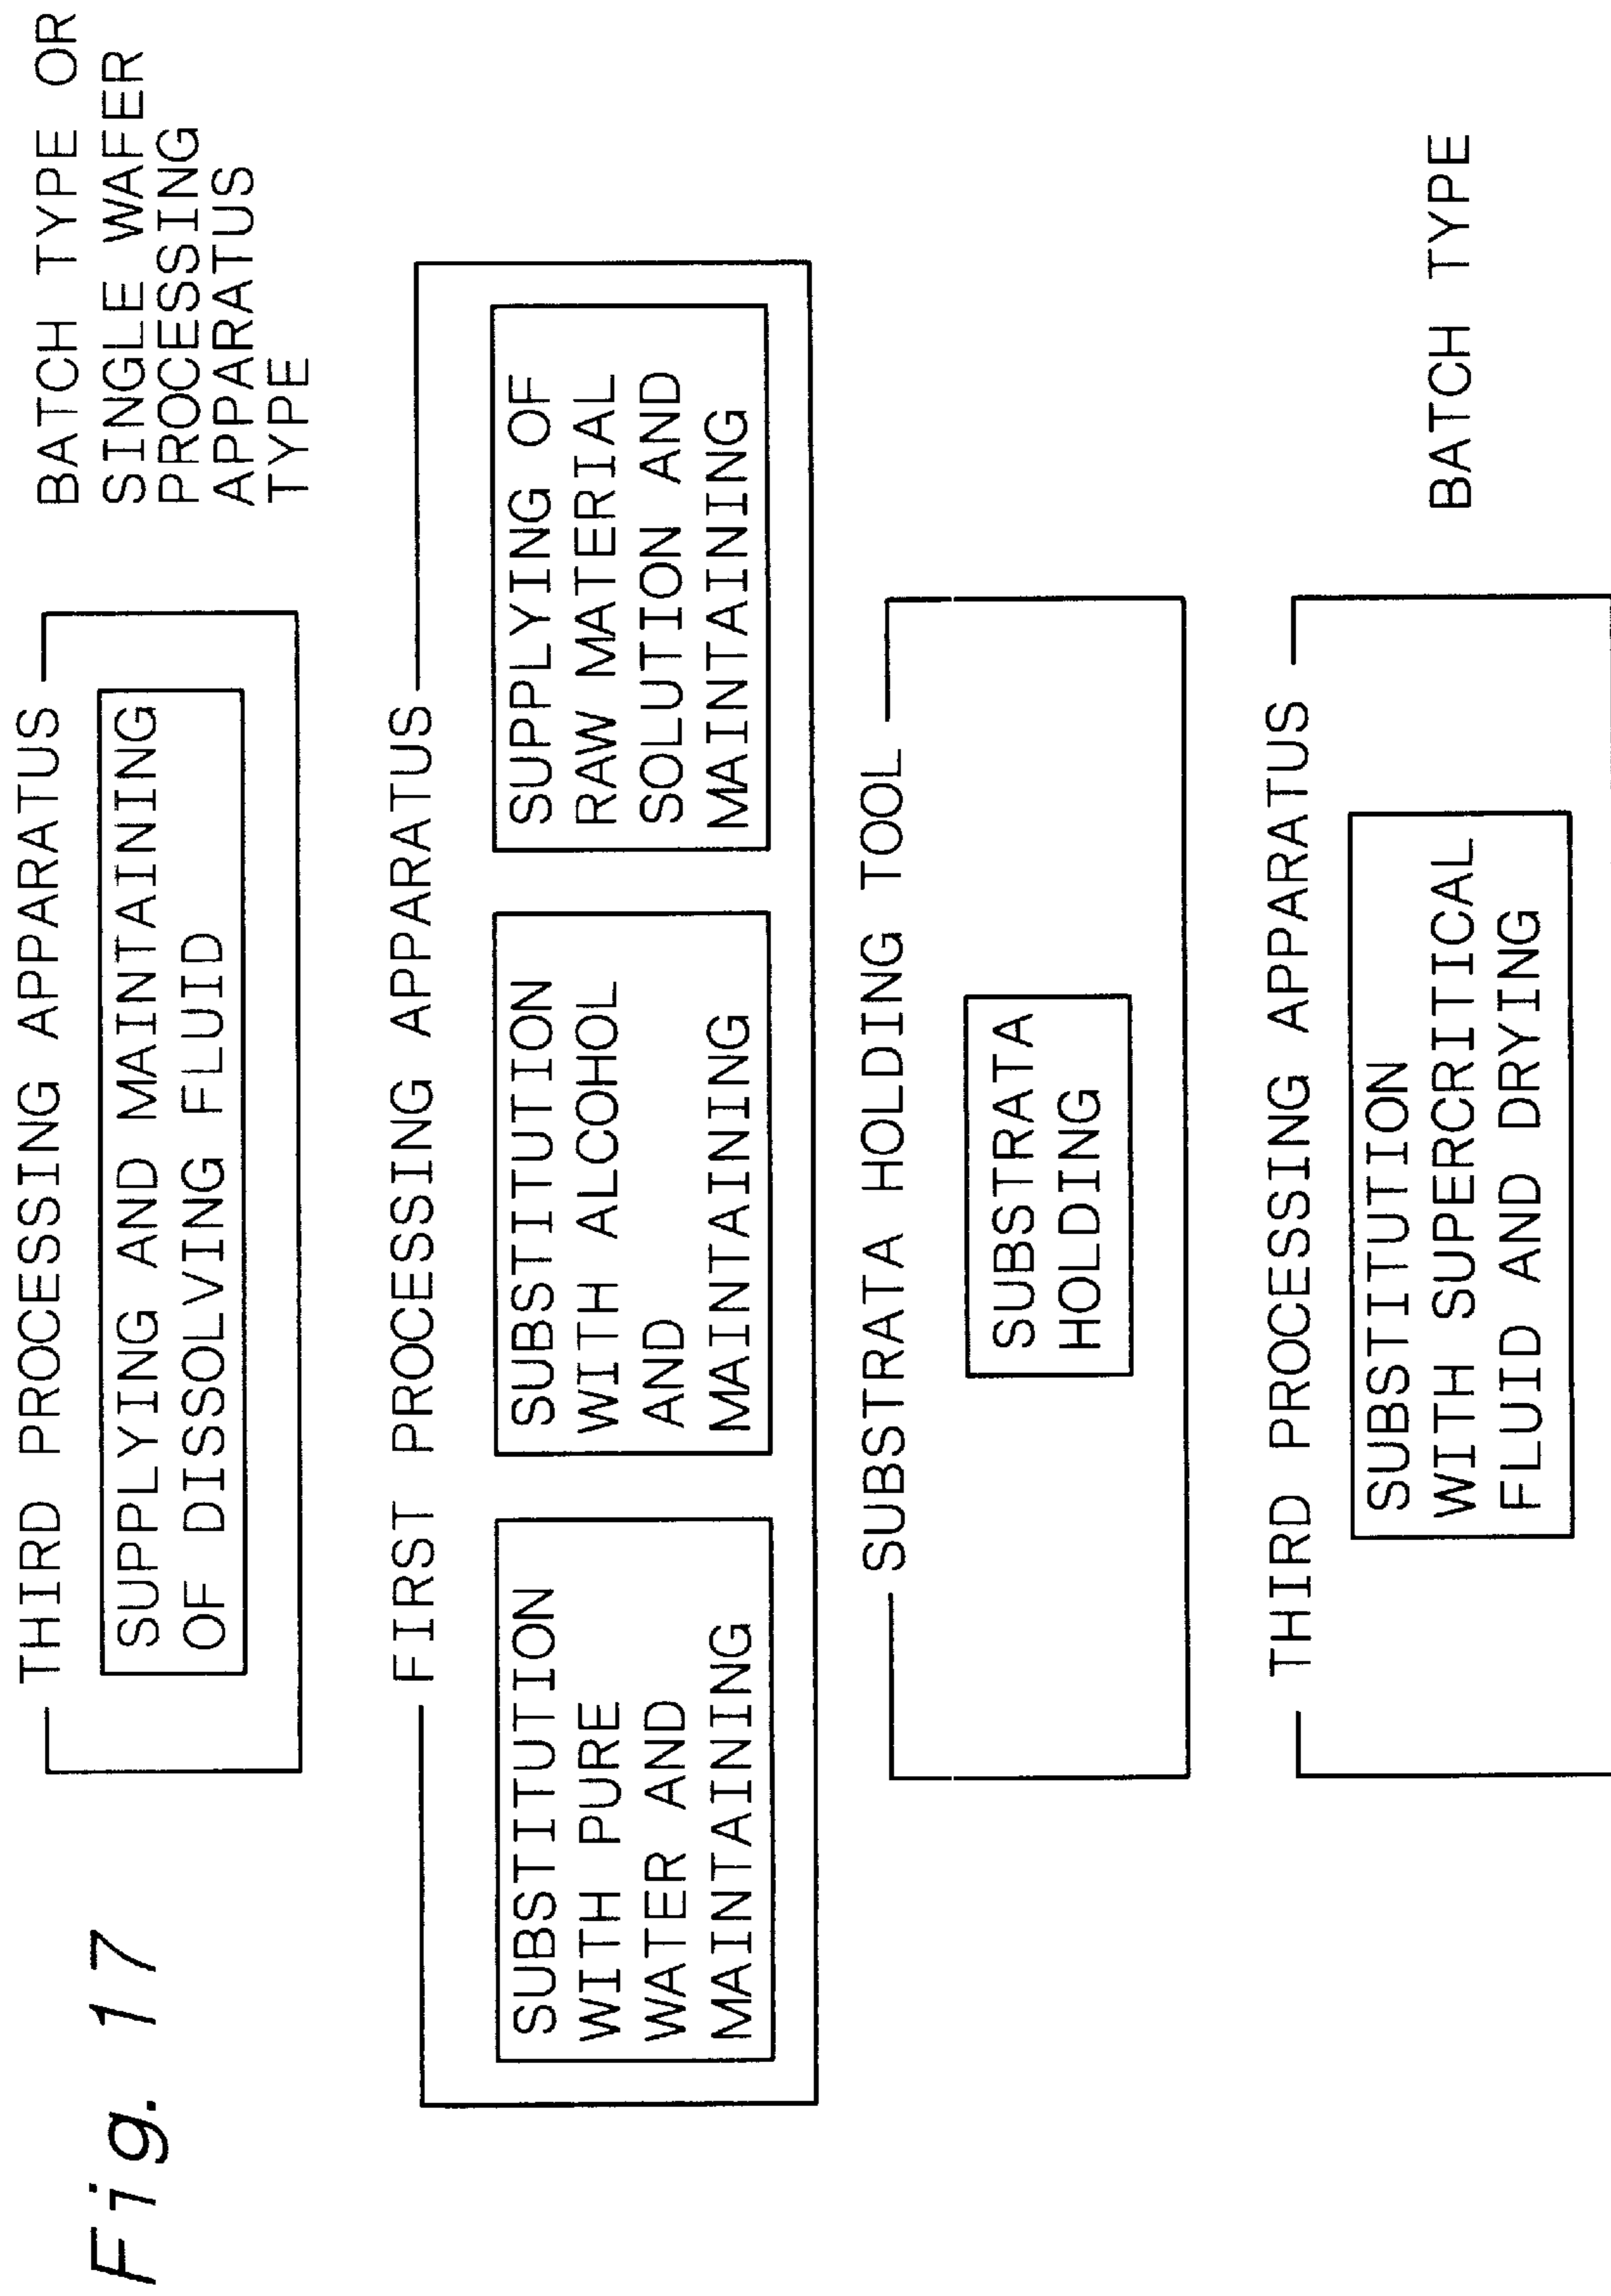 Fig. 17
THIRD PROCESSING APPARATUS
SUPPLYING AND MAINTAINING
OF DISSOLVING FLUID
BATCH TYPE OR
SINGLE WAFER
PROCESSING
APPARATUS
TYPE
FIRST PROCESSING APPARATUS
SUBSTITUTION
WITH PURE
WATER AND
MAINTAINING
SUBSTITUTION
WITH ALCOHOL
AND
MAINTAINING
SUPPLYING OF
RAW MATERIAL
SOLUTION AND
MAINTAINING
SUBSTRATA HOLDING TOOL
SUBSTRATA
HOLDING
THIRD PROCESSING APPARATUS
SUBSTITUTION
WITH SUPERCRITICAL
FLUID AND DRYING
BATCH TYPE